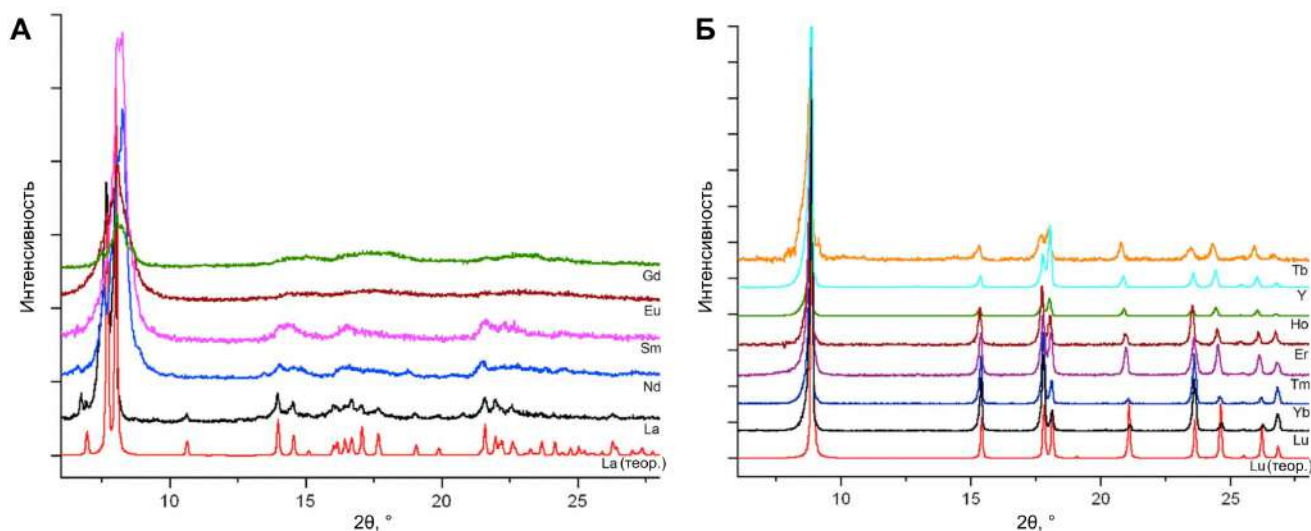 А
Интенсивность
Gd
Eu
Sm
Nd
La
La (теор.)
10
15
20
25
2θ, °
Б
Интенсивность
Tb
Y
Ho
Er
Tm
Yb
Lu
Lu (теор.)
10
15
20
25
2θ, °